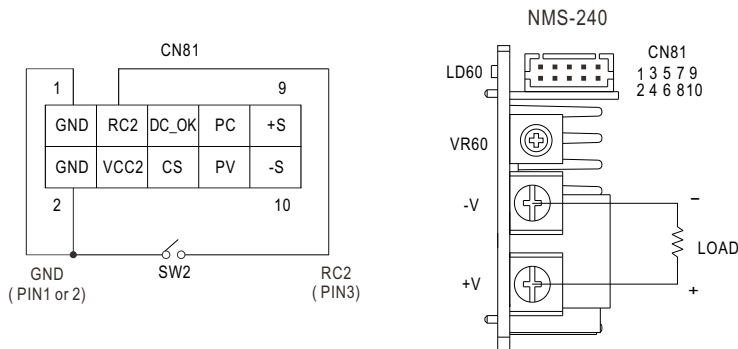 CN81
1 9
GND RC2 DC_OK PC +S
GND VCC2 CS PV -S
2 10
SW2
GND
( PIN1 or 2)
RC2
( PIN3)
NMS-240
LD60
CN81
1 3 5 7 9
2 4 6 8 10
VR60
-V
−
LOAD
+V
+